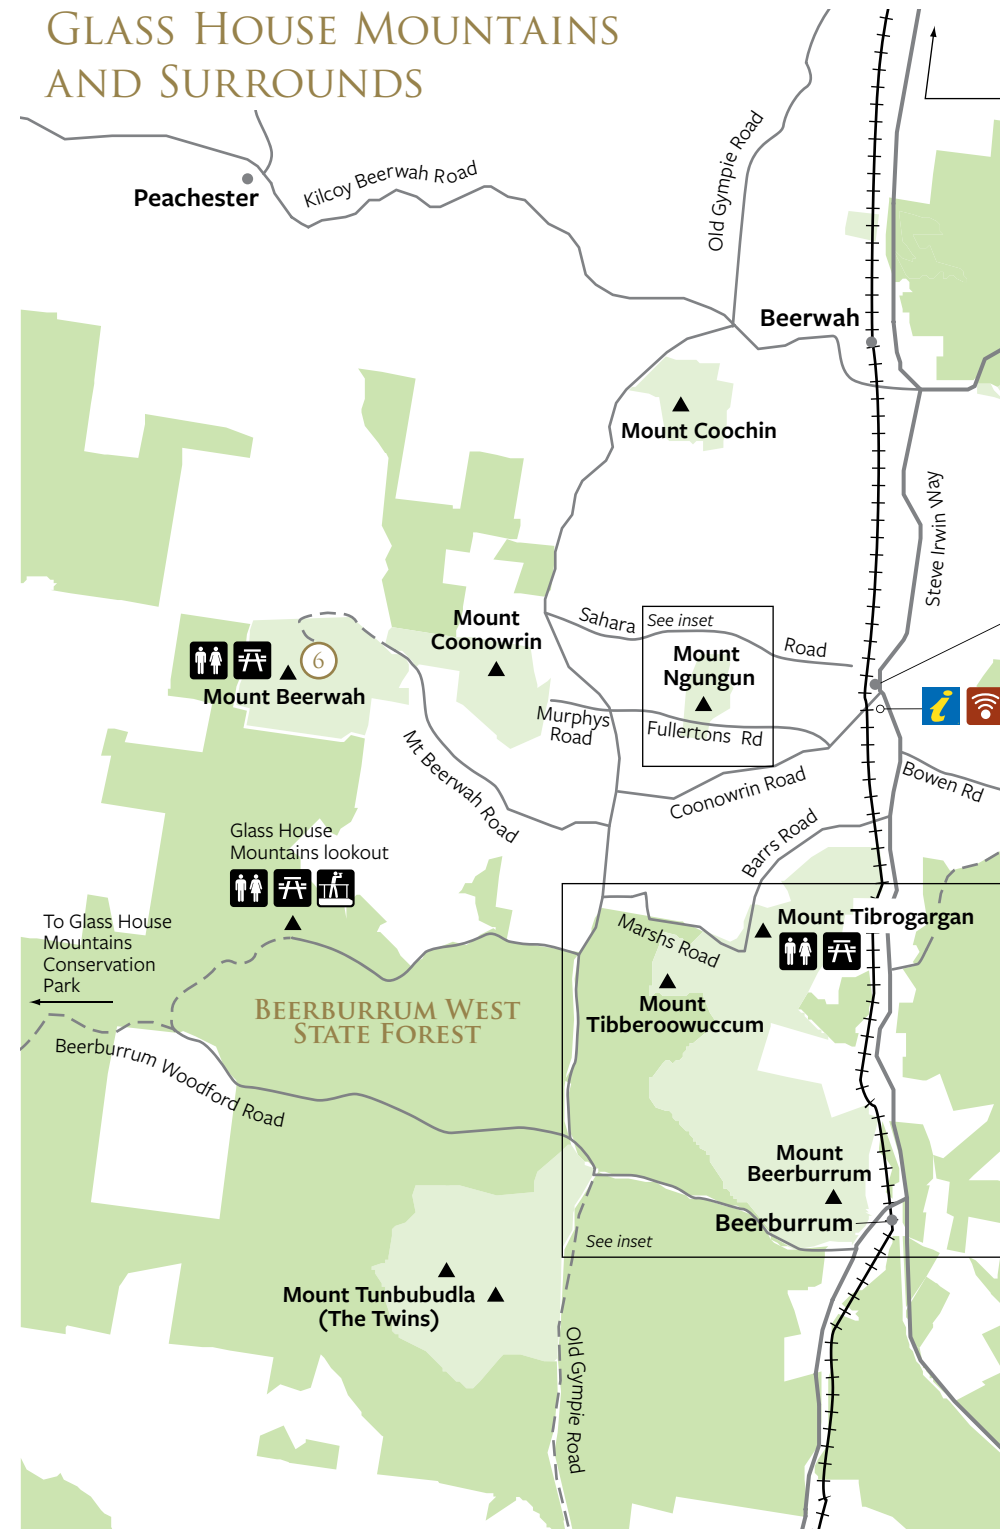 GLASS HOUSE MOUNTAINS
AND SURROUNDS
Old Gympie Road
Kilcoy Beerwah Road
Peachester
Beerwah
Mount Coochin
Steve Irwin Way
Mount
Coonowrin
Sahara
Road
See inset
Mount
Ngungun
6
Mount Beerwah
Murphys
Road
Fullertons Rd
i
Mt Beerwah Road
Coonowrin Road
Bowen Rd
Barrs Road
Glass House
Mountains lookout
To Glass House
Mountains
Conservation
Park
Marshs Road
Mount Tibrogargan
Mount
Tibberoowuccum
BEERBURRUM WEST
STATE FOREST
Beerburrum Woodford Road
Mount
Beerburrum
Beerburrum
See inset
Mount Tunbubudla
(The Twins)
Old Gympie Road